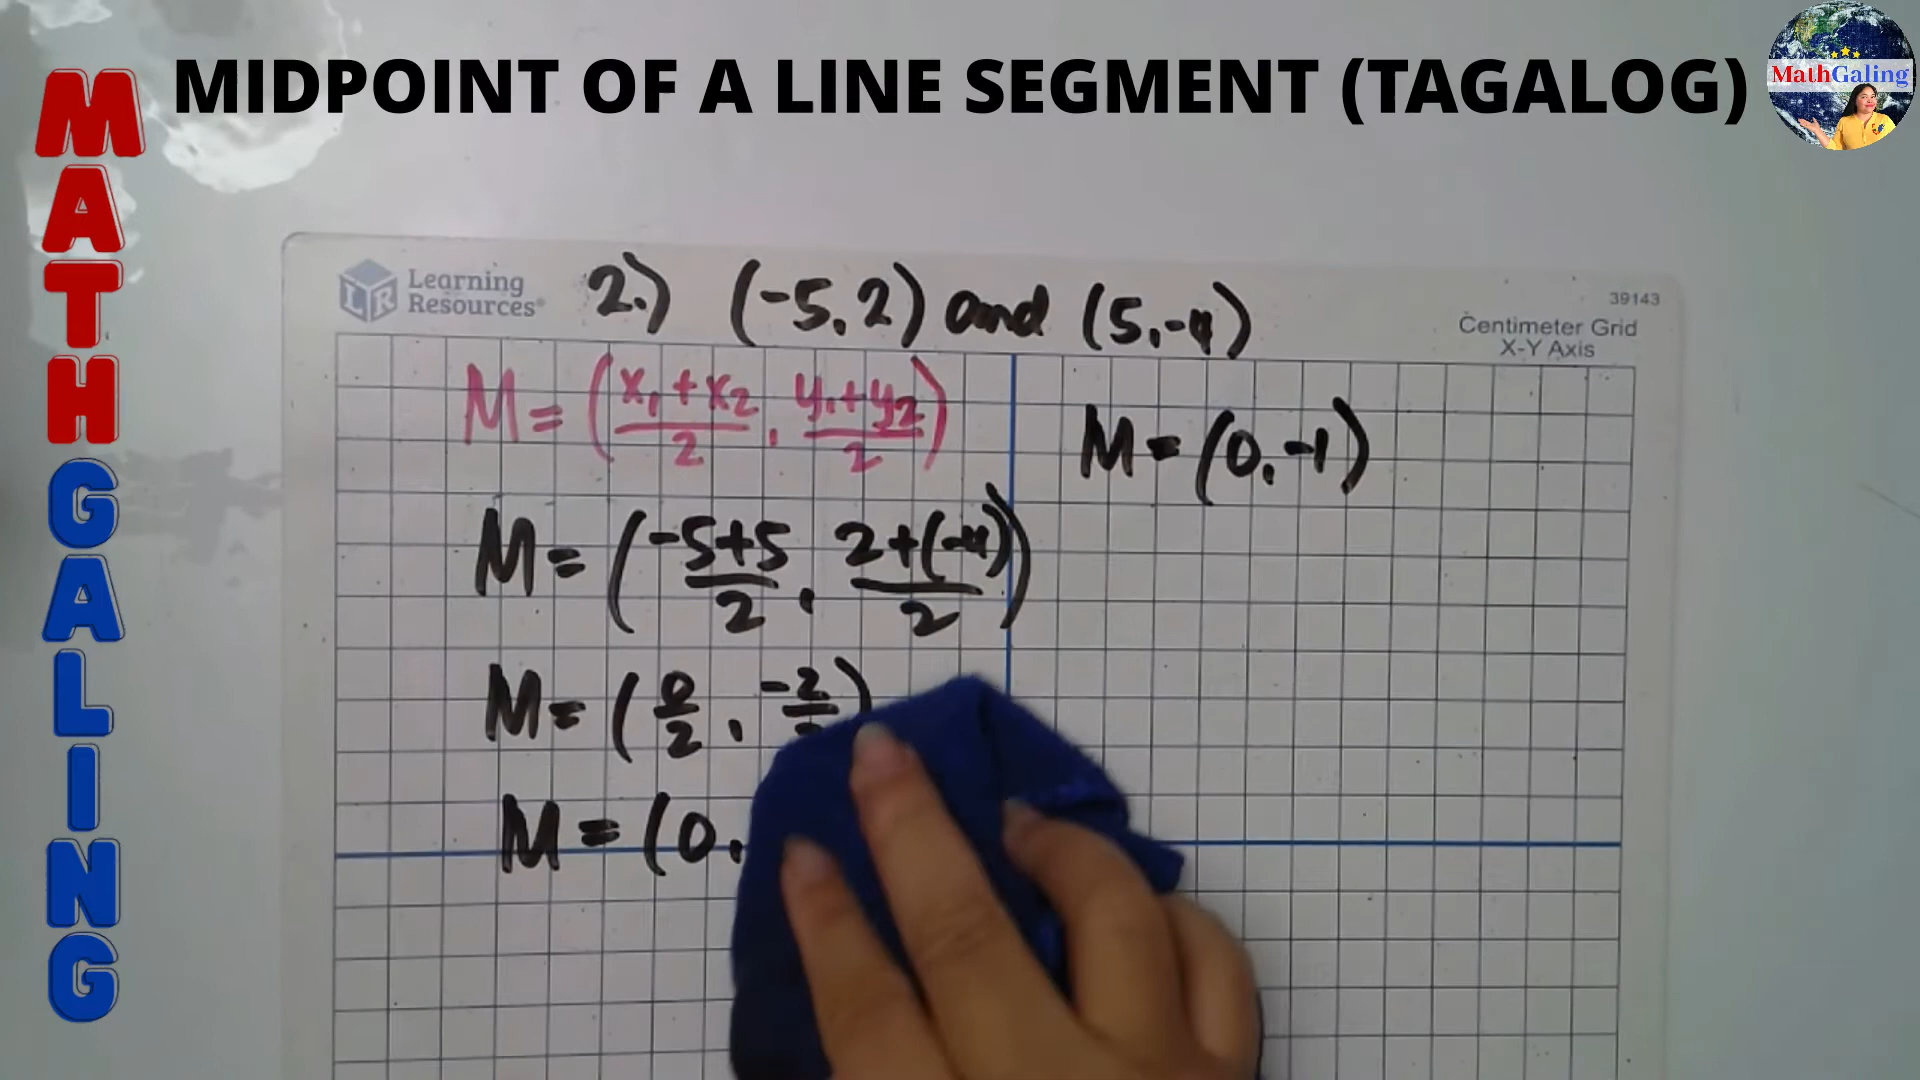 MIDPOINT OF A LINE SEGMENT (TAGALOG)
MathGaling
MATH GALING
Learning
Resources®
39143
Centimeter Grid
X-Y Axis
2.) (-5, 2) and (5, -4)
M = (x₁ + x₂ / 2, y₁ + y₂ / 2)
M = (0, -1)
M = (-5+5 / 2, 2+(-4) / 2)
M = (0/2, -2/
M = (0,